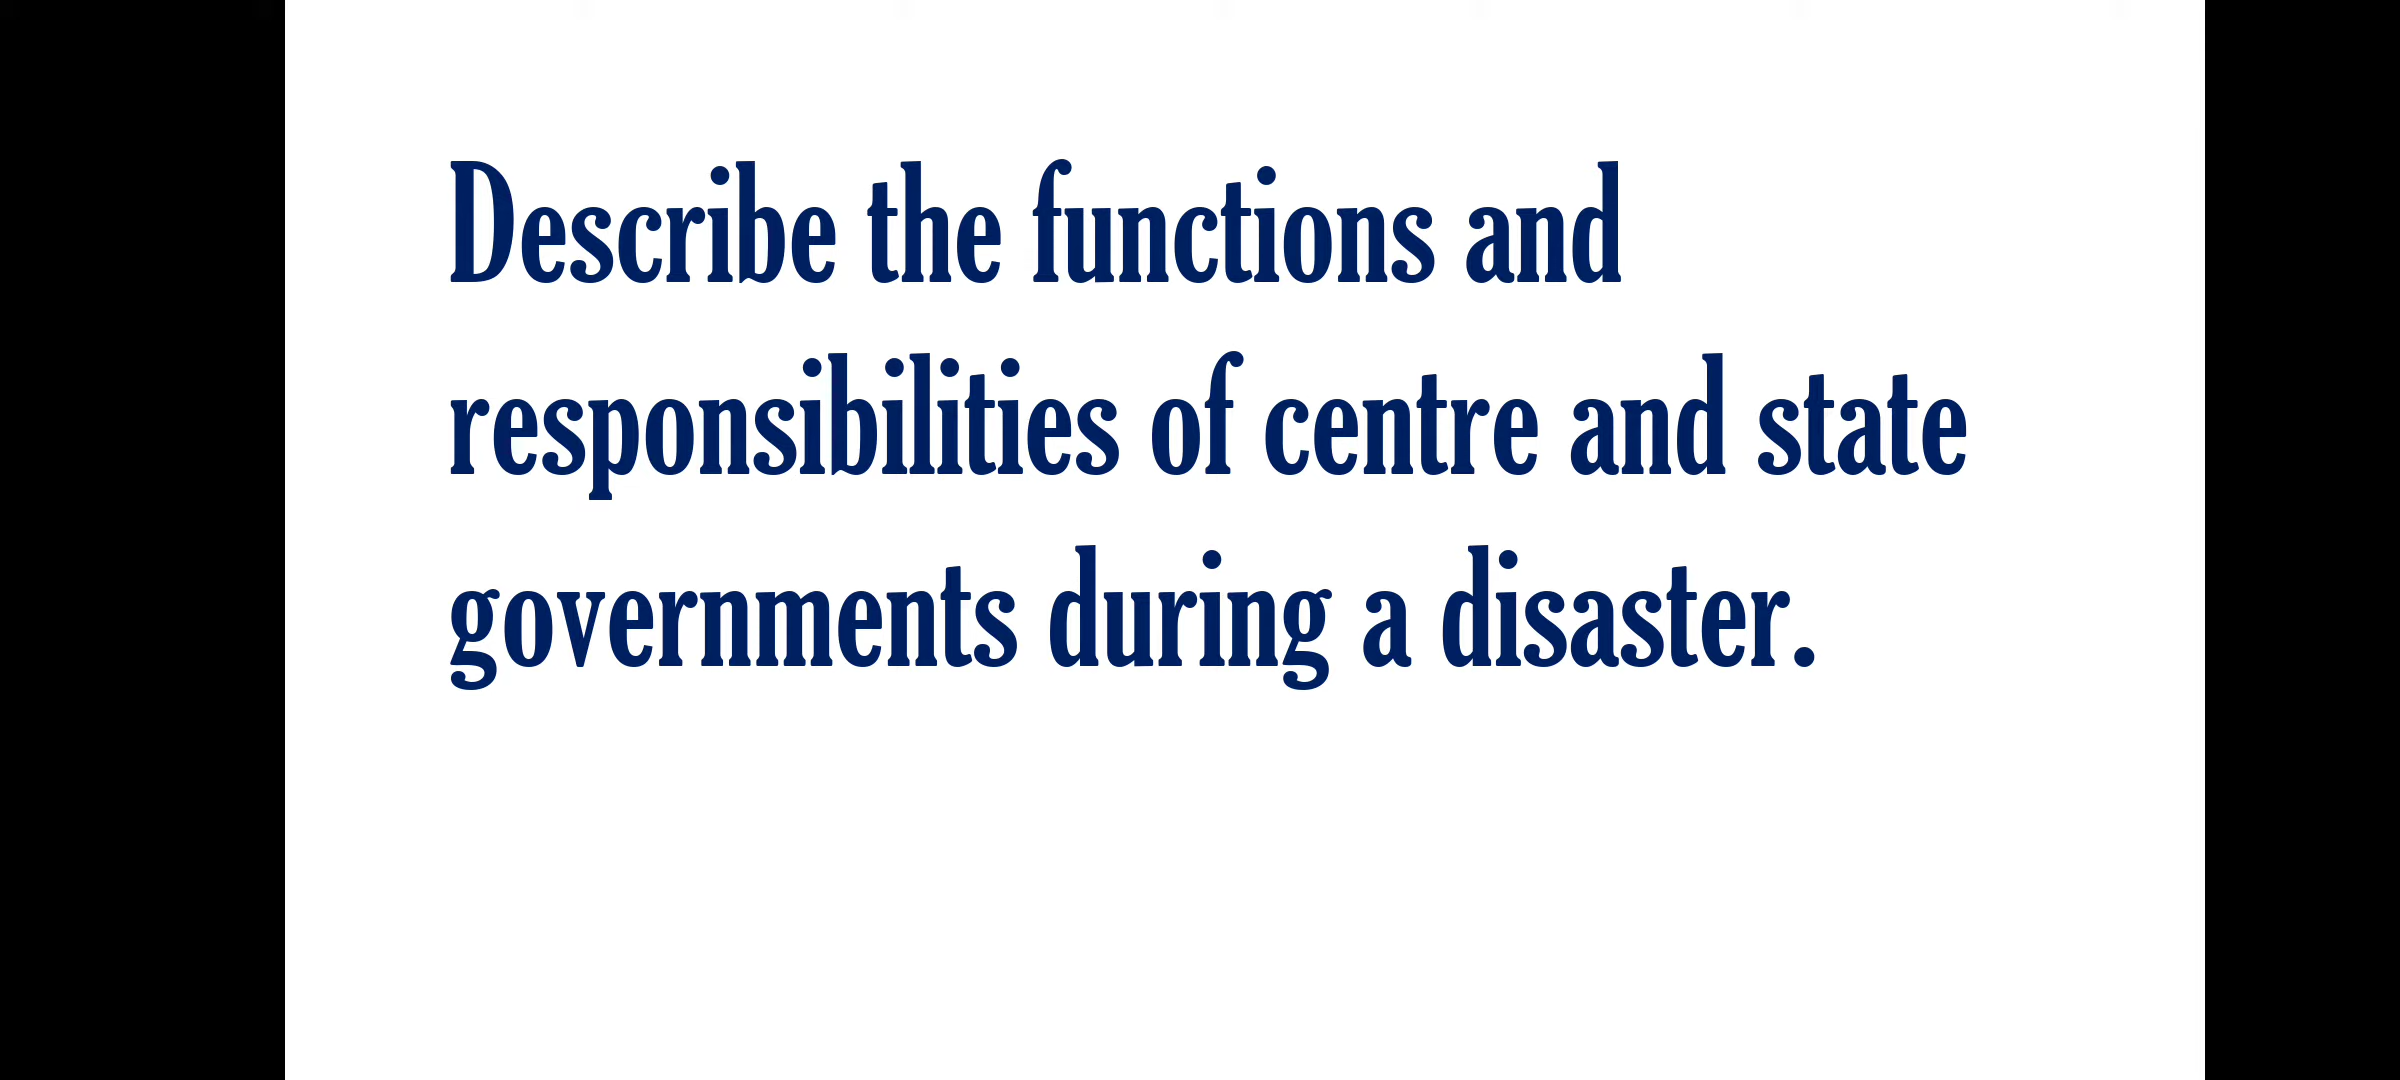 Describe the functions and
responsibilities of centre and state
governments during a disaster.